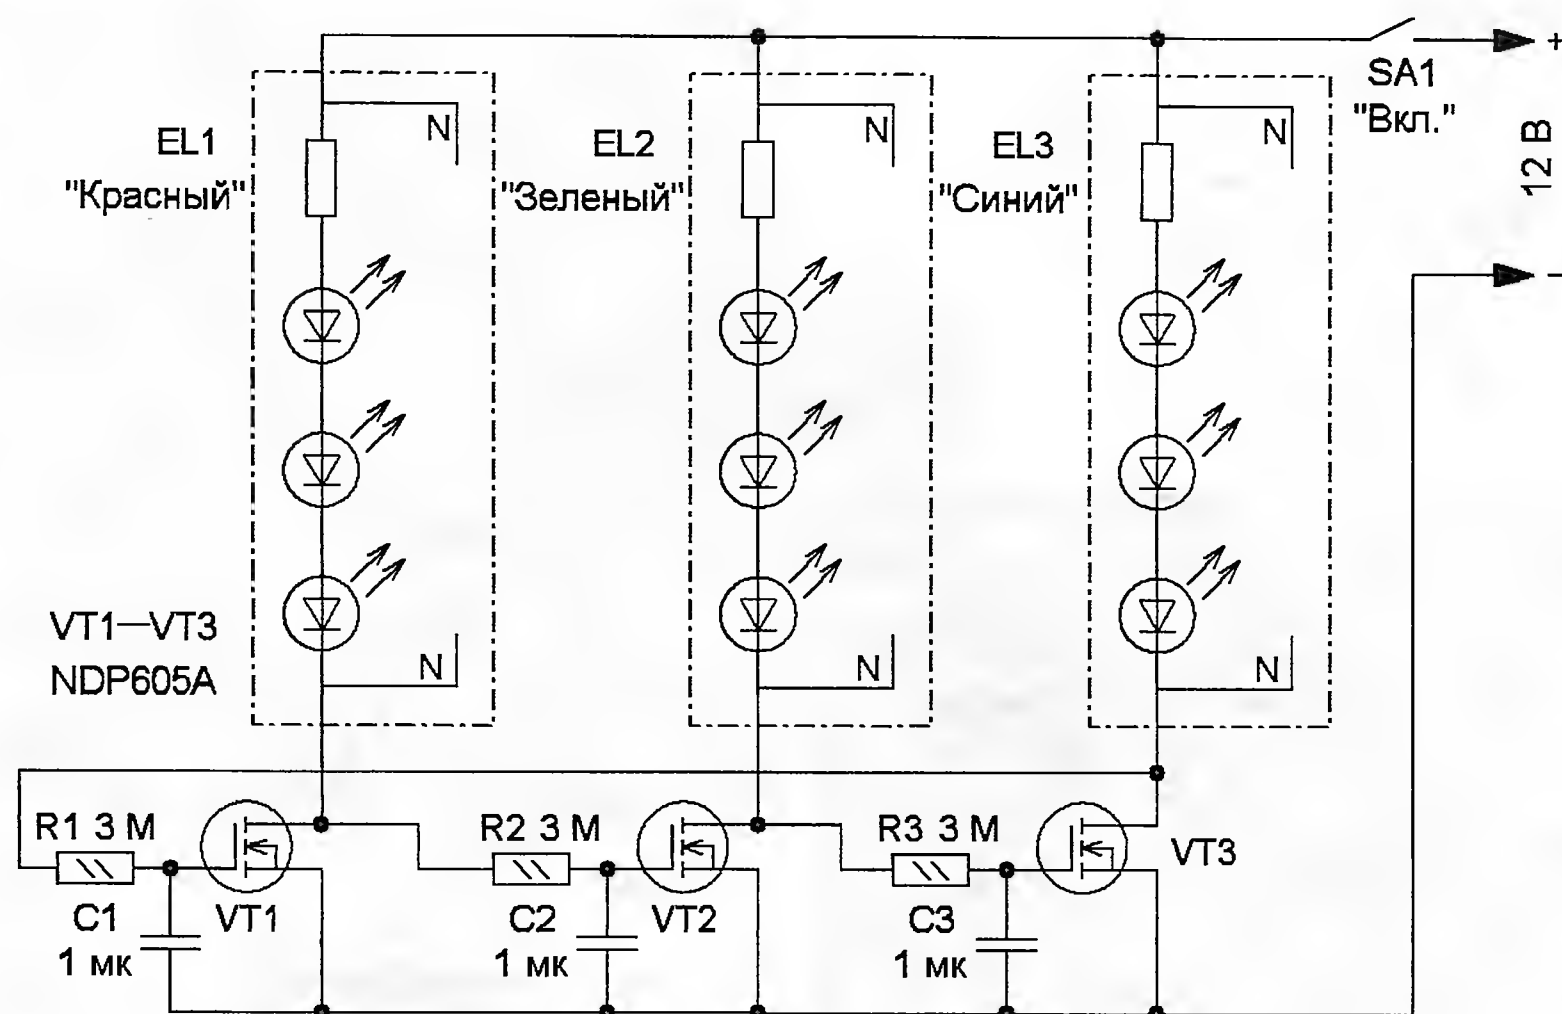 +
SA1
"Вкл."
12 В
–
EL1
"Красный"
N
N
EL2
"Зеленый"
N
N
EL3
"Синий"
N
N
VT1—VT3
NDP605A
R1 3 М
C1
1 мк
VT1
R2 3 М
C2
1 мк
VT2
R3 3 М
C3
1 мк
VT3